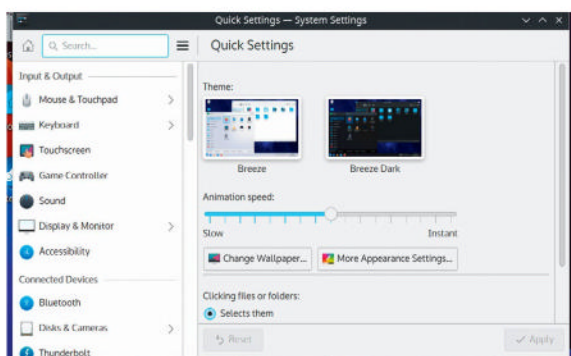 Quick Settings — System Settings
Search...
Quick Settings
Input & Output
Mouse & Touchpad
Keyboard
Touchscreen
Game Controller
Sound
Display & Monitor
Accessibility
Connected Devices
Bluetooth
Disks & Cameras
Thunderbolt
Theme:
Breeze
Breeze Dark
Animation speed:
Slow
Instant
Change Wallpaper...
More Appearance Settings...
Clicking files or folders:
Selects them
Reset
Apply